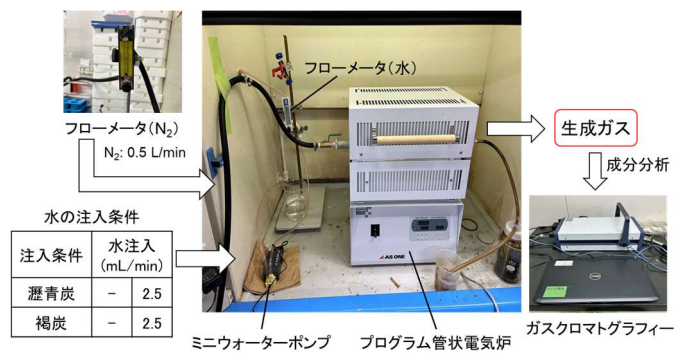 フローメータ(N2)
N2: 0.5 L/min
水の注入条件
注入条件 水注入 (mL/min)
瀝青炭 － 2.5
褐炭 － 2.5
フローメータ(水)
AS ONE
生成ガス
成分分析
DELL
ミニウォーターポンプ
プログラム管状電気炉
ガスクロマトグラフィー